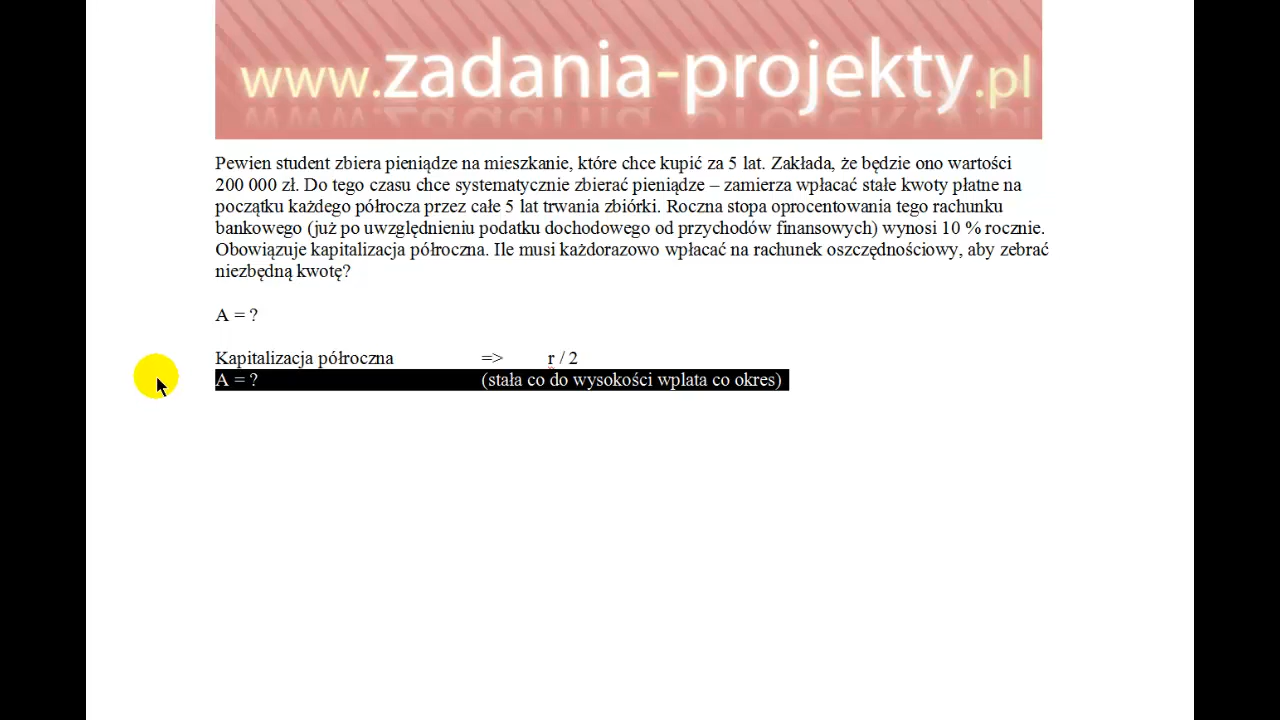 www.zadania-projekty.pl
Pewien student zbiera pieniądze na mieszkanie, które chce kupić za 5 lat. Zakłada, że będzie ono wartości
200 000 zł. Do tego czasu chce systematycznie zbierać pieniądze – zamierza wpłacać stałe kwoty płatne na
początku każdego półrocza przez całe 5 lat trwania zbiórki. Roczna stopa oprocentowania tego rachunku
bankowego (już po uwzględnieniu podatku dochodowego od przychodów finansowych) wynosi 10 % rocznie.
Obowiązuje kapitalizacja półroczna. Ile musi każdorazowo wpłacać na rachunek oszczędnościowy, aby zebrać
niezbędną kwotę?
A = ?
Kapitalizacja półroczna => r / 2
A = ? (stała co do wysokości wplata co okres)